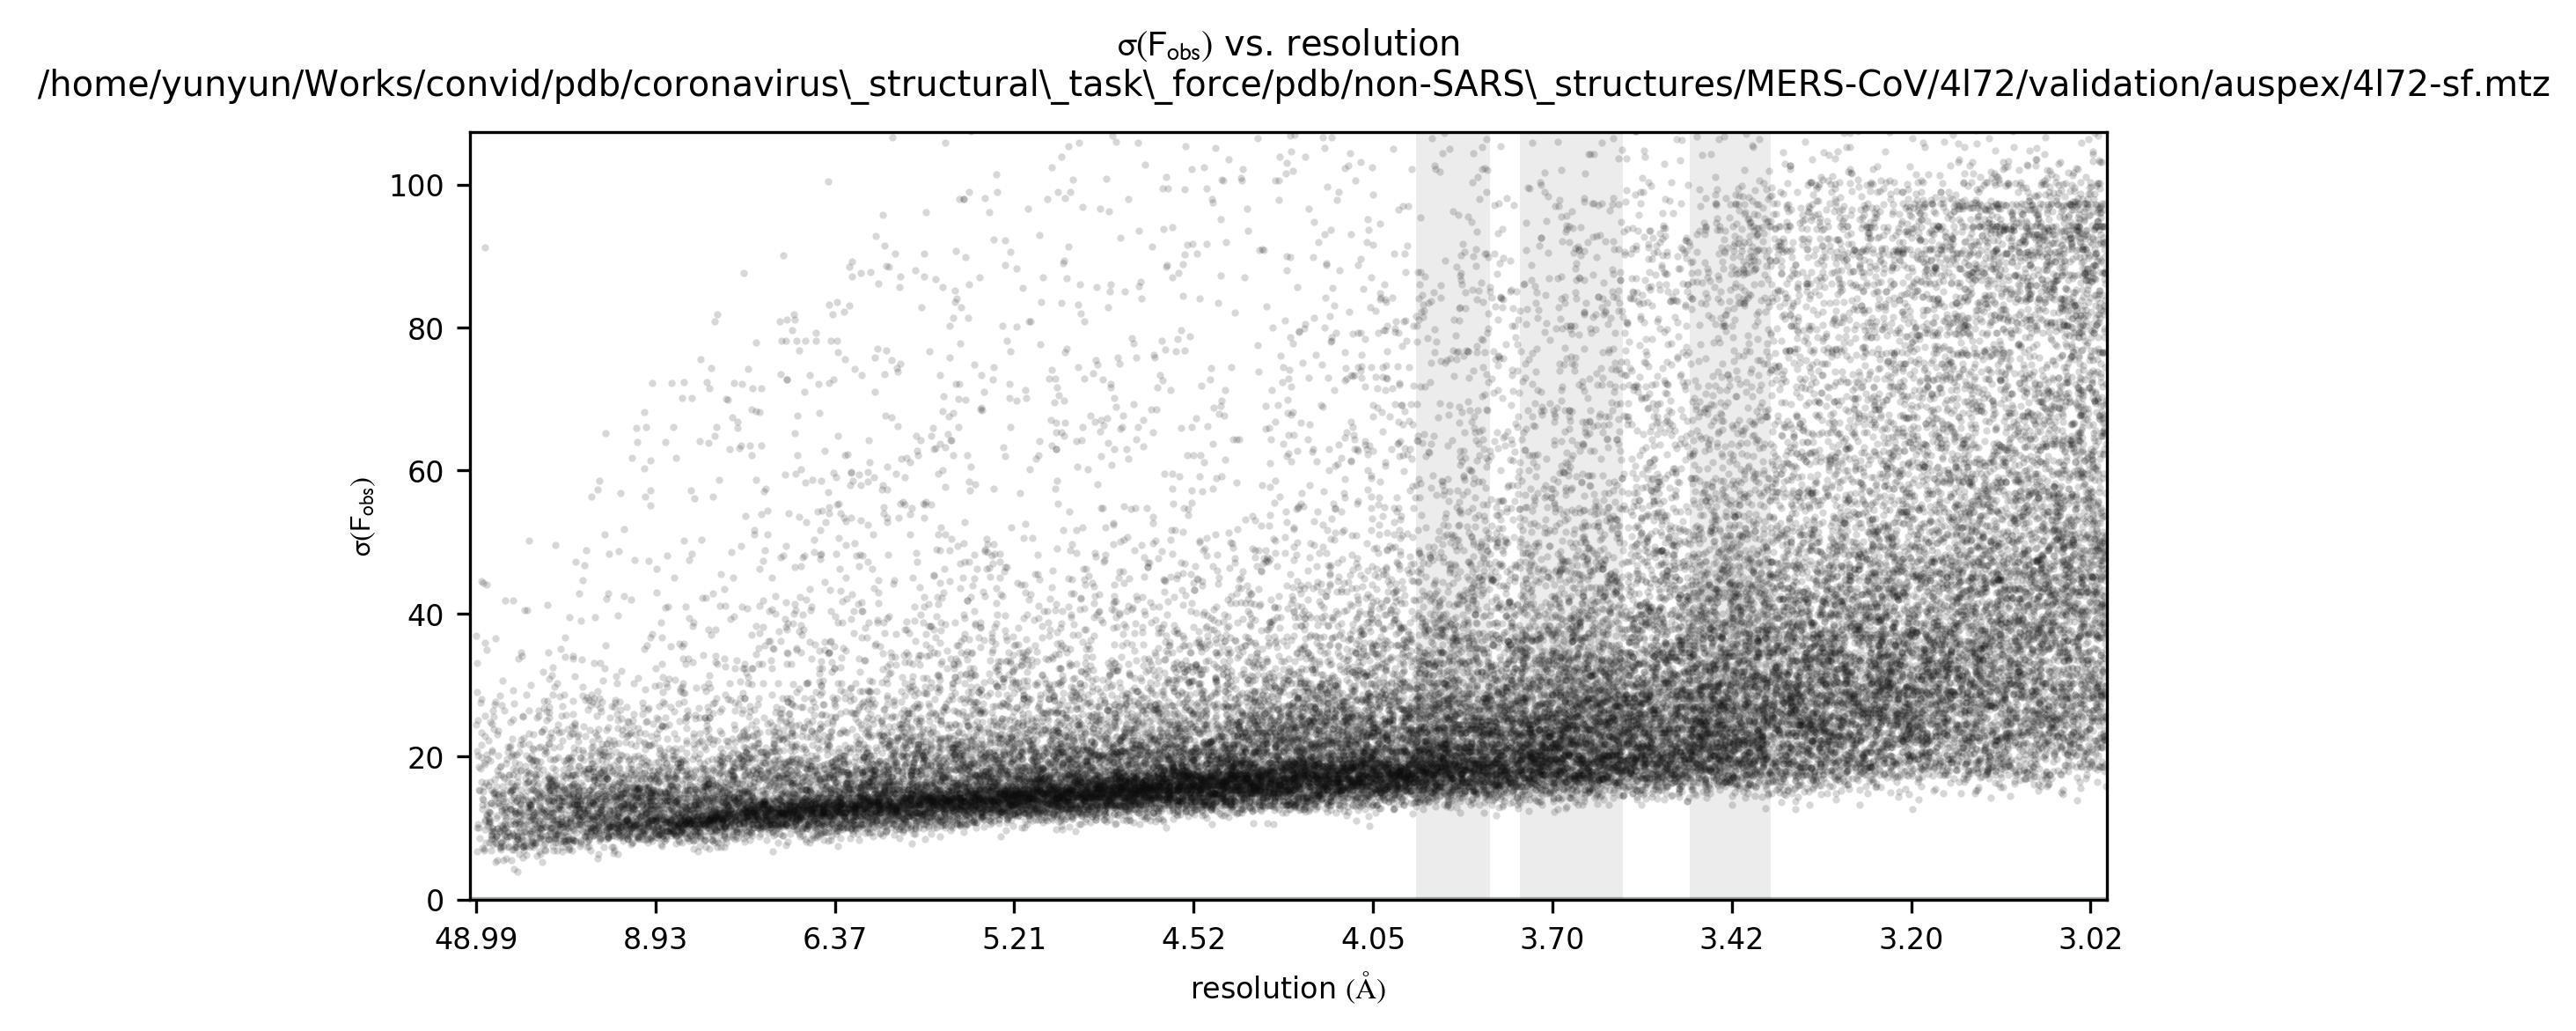 σ(Fobs) vs. resolution
/home/yunyun/Works/convid/pdb/coronavirus\_structural\_task\_force/pdb/non-SARS\_structures/MERS-CoV/4l72/validation/auspex/4l72-sf.mtz
100
80
60
40
20
0
σ(Fobs)
48.99 8.93 6.37 5.21 4.52 4.05 3.70 3.42 3.20 3.02
resolution (Å)